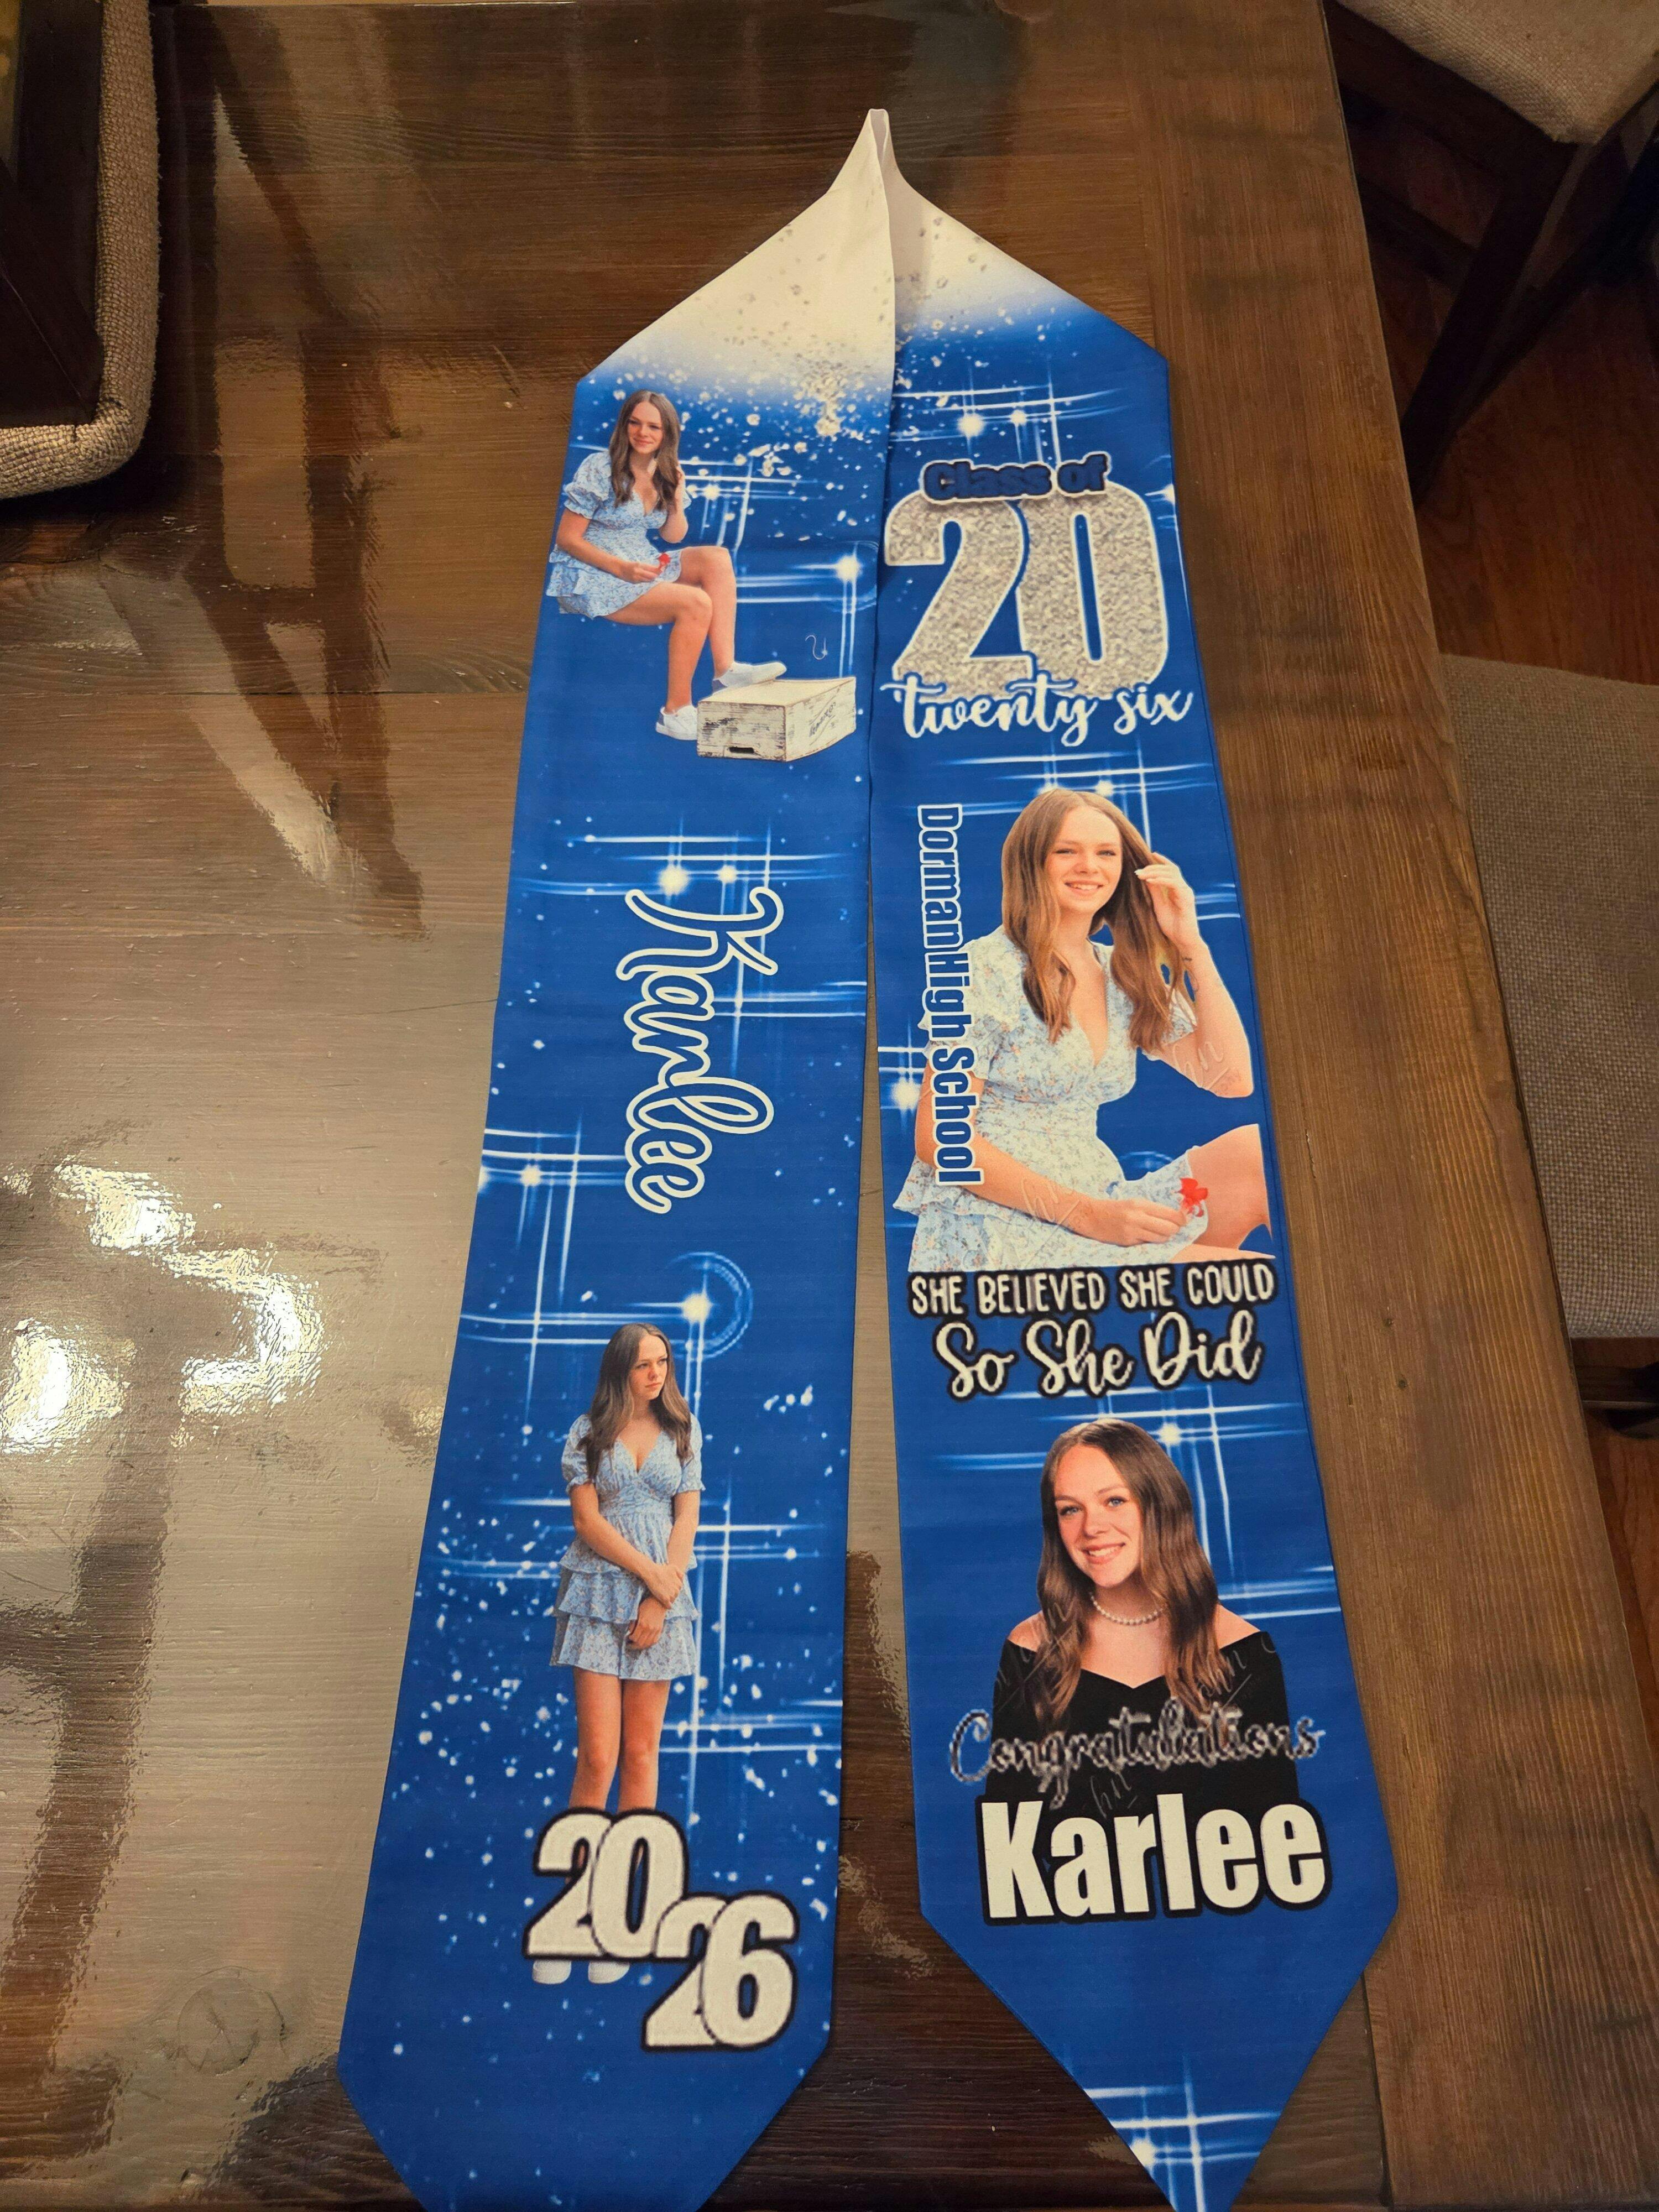 Karlee
2026
Class of
20
twenty six
Dorman High School
SHE BELIEVED SHE COULD
So She Did
Congratulations
Karlee